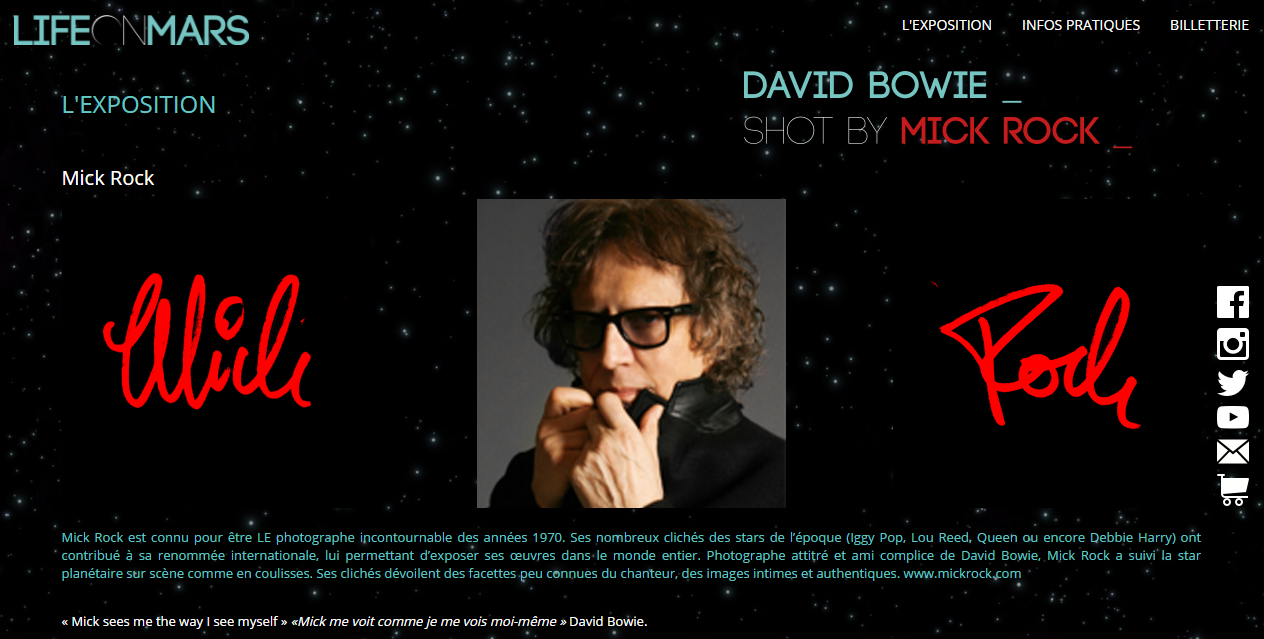 LIFEONMARS
L'EXPOSITION INFOS PRATIQUES BILLETTERIE
DAVID BOWIE _
SHOT BY MICK ROCK _
L'EXPOSITION
Mick Rock
Mick
Rock
Mick Rock est connu pour être LE photographe incontournable des années 1970. Ses nombreux clichés des stars de l'époque (Iggy Pop, Lou Reed, Queen ou encore Debbie Harry) ont
contribué à sa renommée internationale, lui permettant d'exposer ses œuvres dans le monde entier. Photographe attitré et ami complice de David Bowie, Mick Rock a suivi la star
planétaire sur scène comme en coulisses. Ses clichés dévoilent des facettes peu connues du chanteur, des images intimes et authentiques. www.mickrock.com
« Mick sees me the way I see myself » «Mick me voit comme je me vois moi-même » David Bowie.